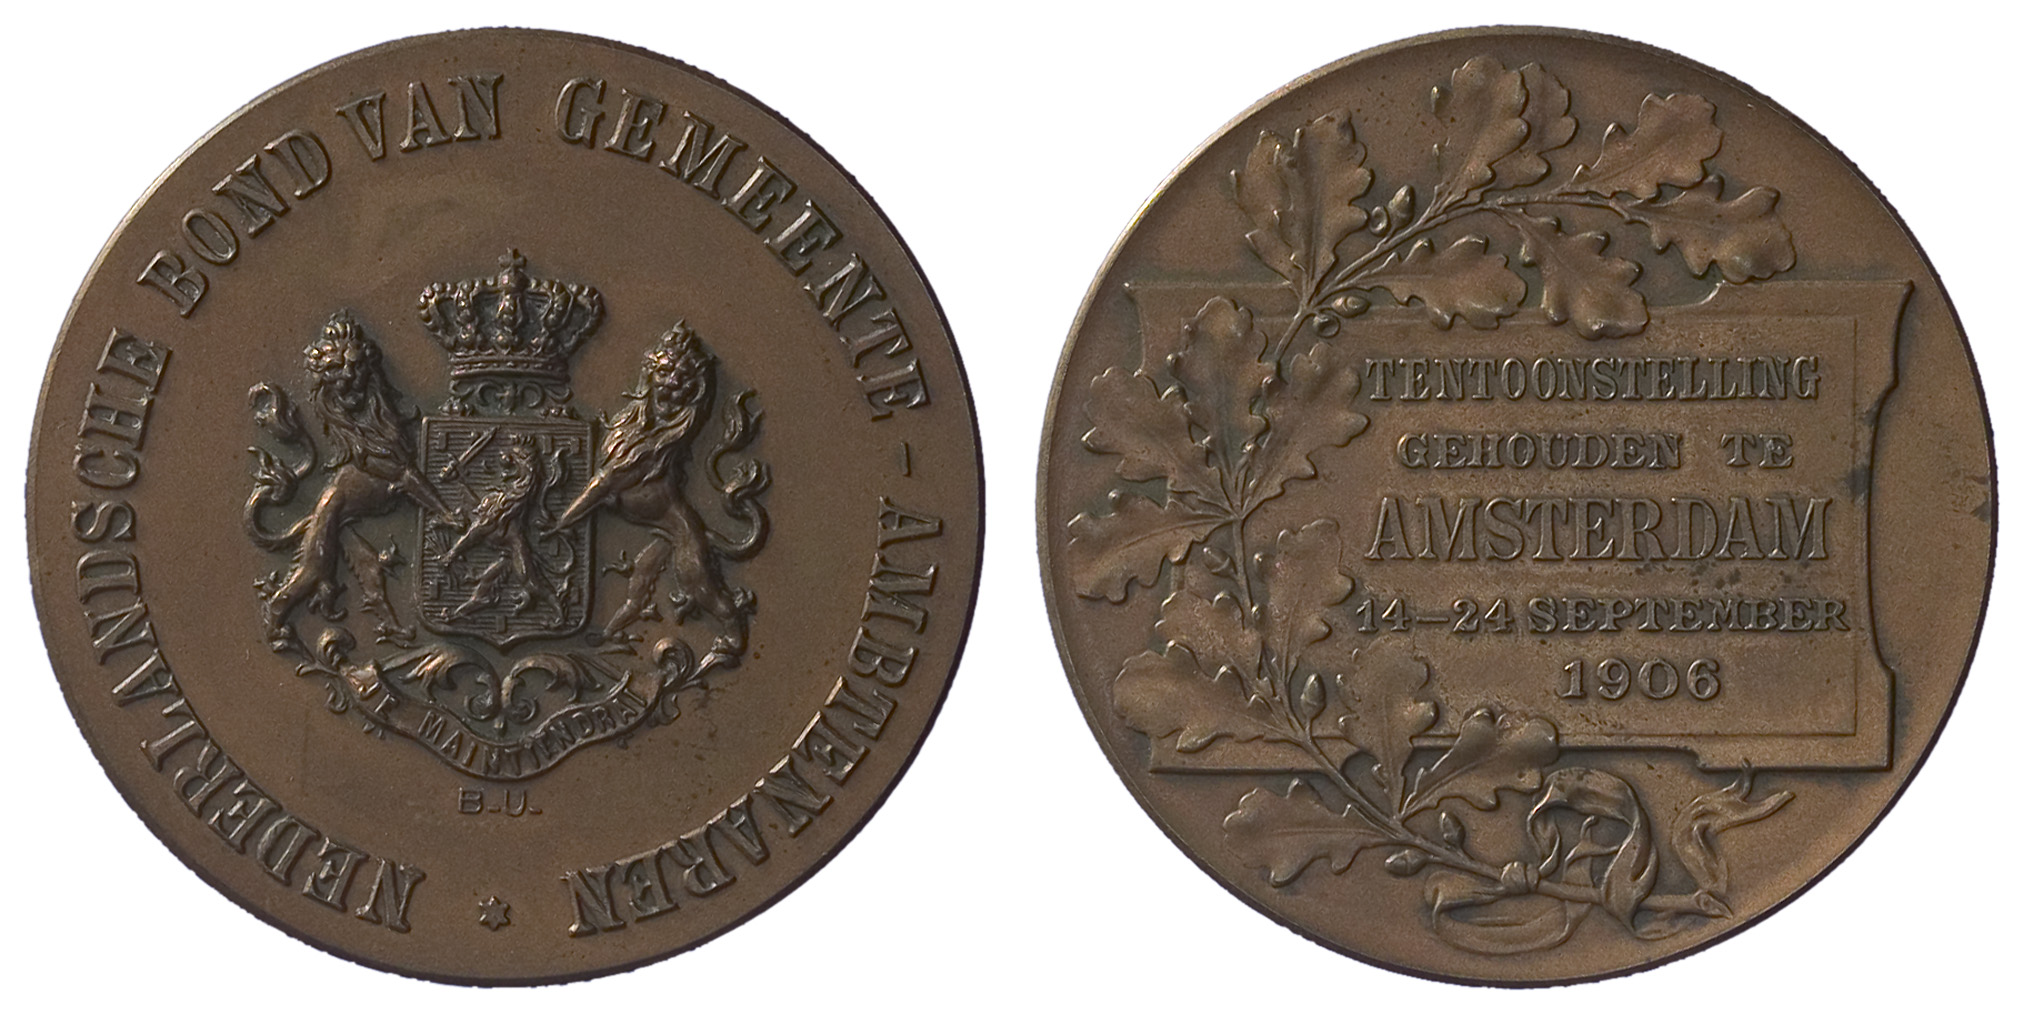 NEDERLANDSCHE BOND VAN GEMEENTE-AMBTENAREN
JE MAINTIENDRAI
B.U.
TENTOONSTELLING
GEHOUDEN TE
AMSTERDAM
14-24 SEPTEMBER
1906